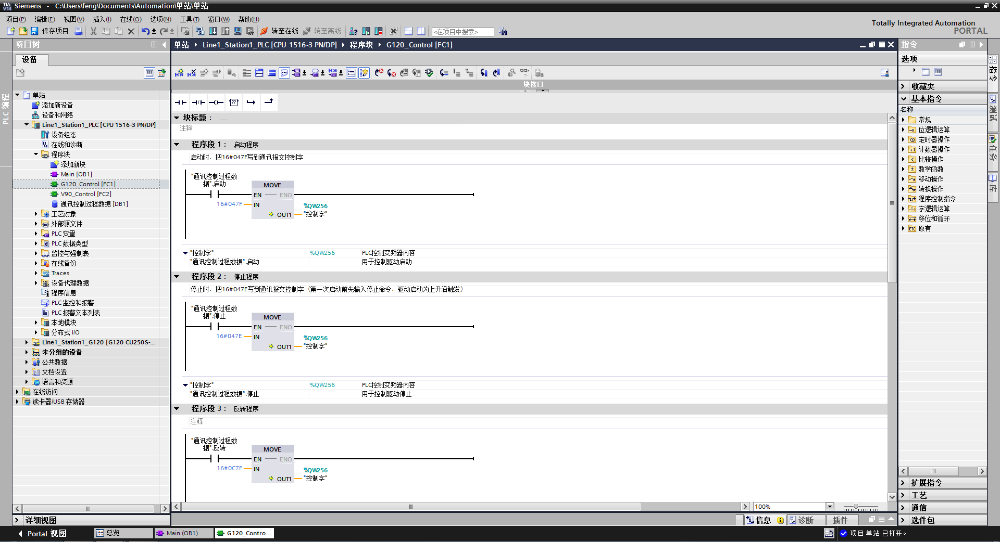 Siemens - C:\Users\feng\Documents\Automation\单站\单站
项目(P) 编辑(E) 视图(V) 插入(I) 在线(O) 选项(N) 工具(T) 窗口(W) 帮助(H)
保存项目 转至在线 转至离线 <在项目中搜索>
Totally Integrated Automation
PORTAL
项目树
设备
PLC 编程
单站
添加新设备
设备和网络
Line1_Station1_PLC [CPU 1516-3 PN/DP]
设备组态
在线和诊断
程序块
添加新块
Main [OB1]
G120_Control [FC1]
V90_Control [FC2]
通讯控制过程数据 [DB1]
工艺对象
外部源文件
PLC 变量
PLC 数据类型
监控与强制表
在线备份
Traces
设备代理数据
程序信息
PLC 监控和报警
PLC 报警文本列表
本地模块
分布式 I/O
Line1_Station1_G120 [G120 CU250S-...
未分组的设备
公共数据
文档设置
语言和资源
在线访问
读卡器/USB 存储器
详细视图
单站 Line1_Station1_PLC [CPU 1516-3 PN/DP] 程序块 G120_Control [FC1]
块接口
块标题： .....
注释
程序段 1： 启动程序
启动时，把16#047F写到通讯报文控制字
"通讯控制过程数
据".启动
MOVE
EN ENO
16#047F IN
%QW256
OUT1 "控制字"
"控制字" %QW256 PLC控制变频器内容
"通讯控制过程数据".启动 用于控制驱动启动
程序段 2： 停止程序
停止时，把16#047E写到通讯报文控制字（第一次启动前先输入停止命令，驱动启动为上升沿触发）
"通讯控制过程数
据".停止
MOVE
EN ENO
16#047E IN
%QW256
OUT1 "控制字"
"控制字" %QW256 PLC控制变频器内容
"通讯控制过程数据".停止 用于控制驱动停止
程序段 3： 反转程序
注释
"通讯控制过程数
据".反转
MOVE
EN ENO
16#0C7F IN
%QW256
OUT1 "控制字"
100%
信息 诊断 插件
指令
选项
收藏夹
基本指令
名称
常规
位逻辑运算
定时器操作
计数器操作
比较操作
数学函数
移动操作
转换操作
程序控制指令
字逻辑运算
移位和循环
原有
扩展指令
工艺
通信
选件包
指令
测试
任务
库
Portal 视图 总览 Main (OB1) G120_Contro... 项目 单站 已打开。